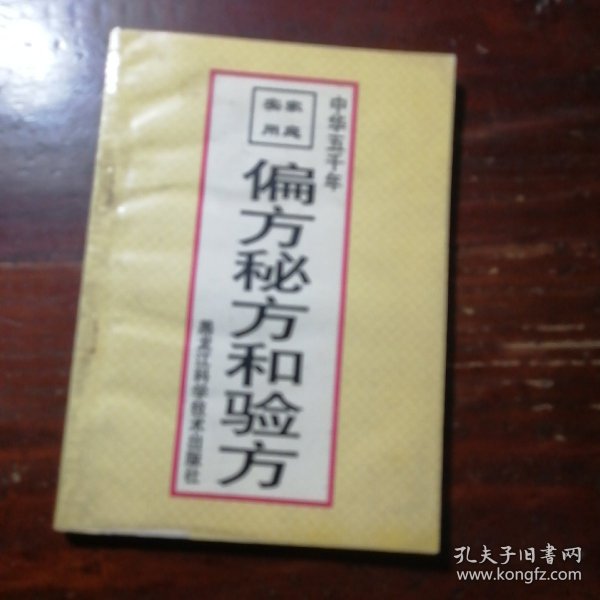 中华五千年
家庭
实用
偏方秘方和验方
黑龙江科学技术出版社
孔夫子旧书网
www.kongfz.com